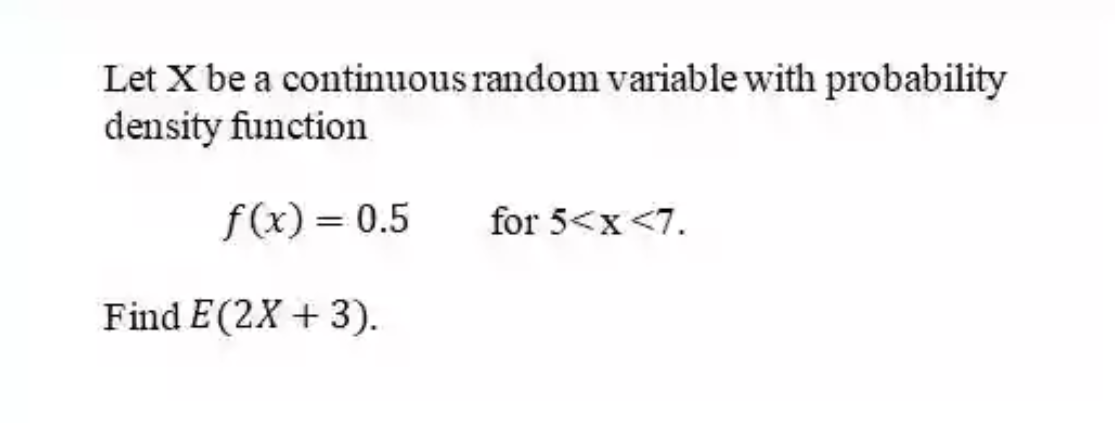 Let X be a continuous random variable with probability
density function
f(x) = 0.5 for 5<x<7.
Find E(2X + 3).